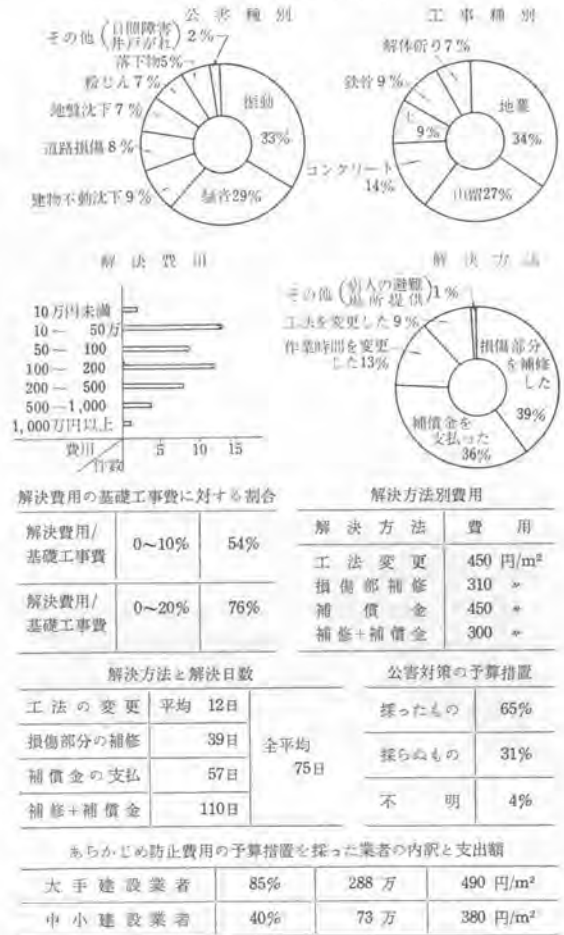 公害種別
その他(日照障害 井戸がれ)2%
落下物5%
粉じん7%
地盤沈下7%
道路損傷8%
建物不動沈下9%
振動
33%
騒音29%
工事種別
解体斫り7%
鉄骨9%
土
9%
コンクリート
14%
地業
34%
山留27%
解決費用
10万円未満
10― 50万
50― 100
100― 200
200― 500
500―1,000
1,000万円以上
費用
件数
5 10 15
解決方法
その他(病人の避難 場所提供)1%
工法を変更した9%
作業時間を変更
した13%
損傷部分
を補修
した
39%
補償金を
支払った
36%
解決費用の基礎工事費に対する割合
解決費用/
基礎工事費 0~10% 54%
解決費用/
基礎工事費 0~20% 76%
解決方法別費用
解決方法 費用
工法変更 450 円/m²
損傷部補修 310 〃
補償金 450 〃
補修+補償金 300 〃
解決方法と解決日数
工法の変更 平均 12日
損傷部分の補修 39日
補償金の支払 57日
補修+補償金 110日
全平均
75日
公害対策の予算措置
採ったもの 65%
採らぬもの 31%
不明 4%
あらかじめ防止費用の予算措置を採った業者の内訳と支出額
大手建設業者 85% 288 万 490 円/m²
中小建設業者 40% 73 万 380 円/m²